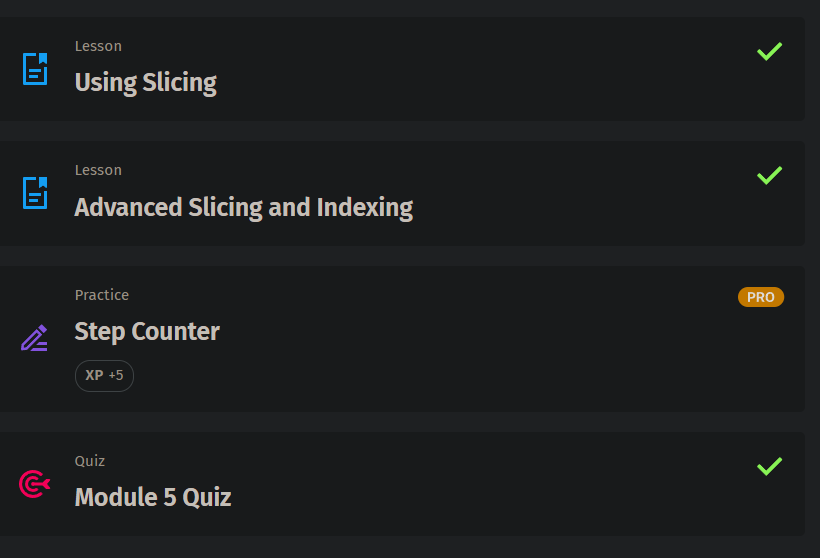 Lesson
Using Slicing
Lesson
Advanced Slicing and Indexing
Practice
PRO
Step Counter
XP +5
Quiz
Module 5 Quiz